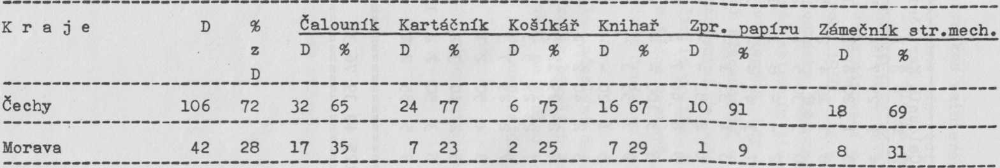 K r a j e D % Čalouník Kartáčník Košíkář Knihař Zpr. papíru Zámečník str.mech.
z D % D % D % D % D % D %
D
Čechy 106 72 32 65 24 77 6 75 16 67 10 91 18 69
Morava 42 28 17 35 7 23 2 25 7 29 1 9 8 31